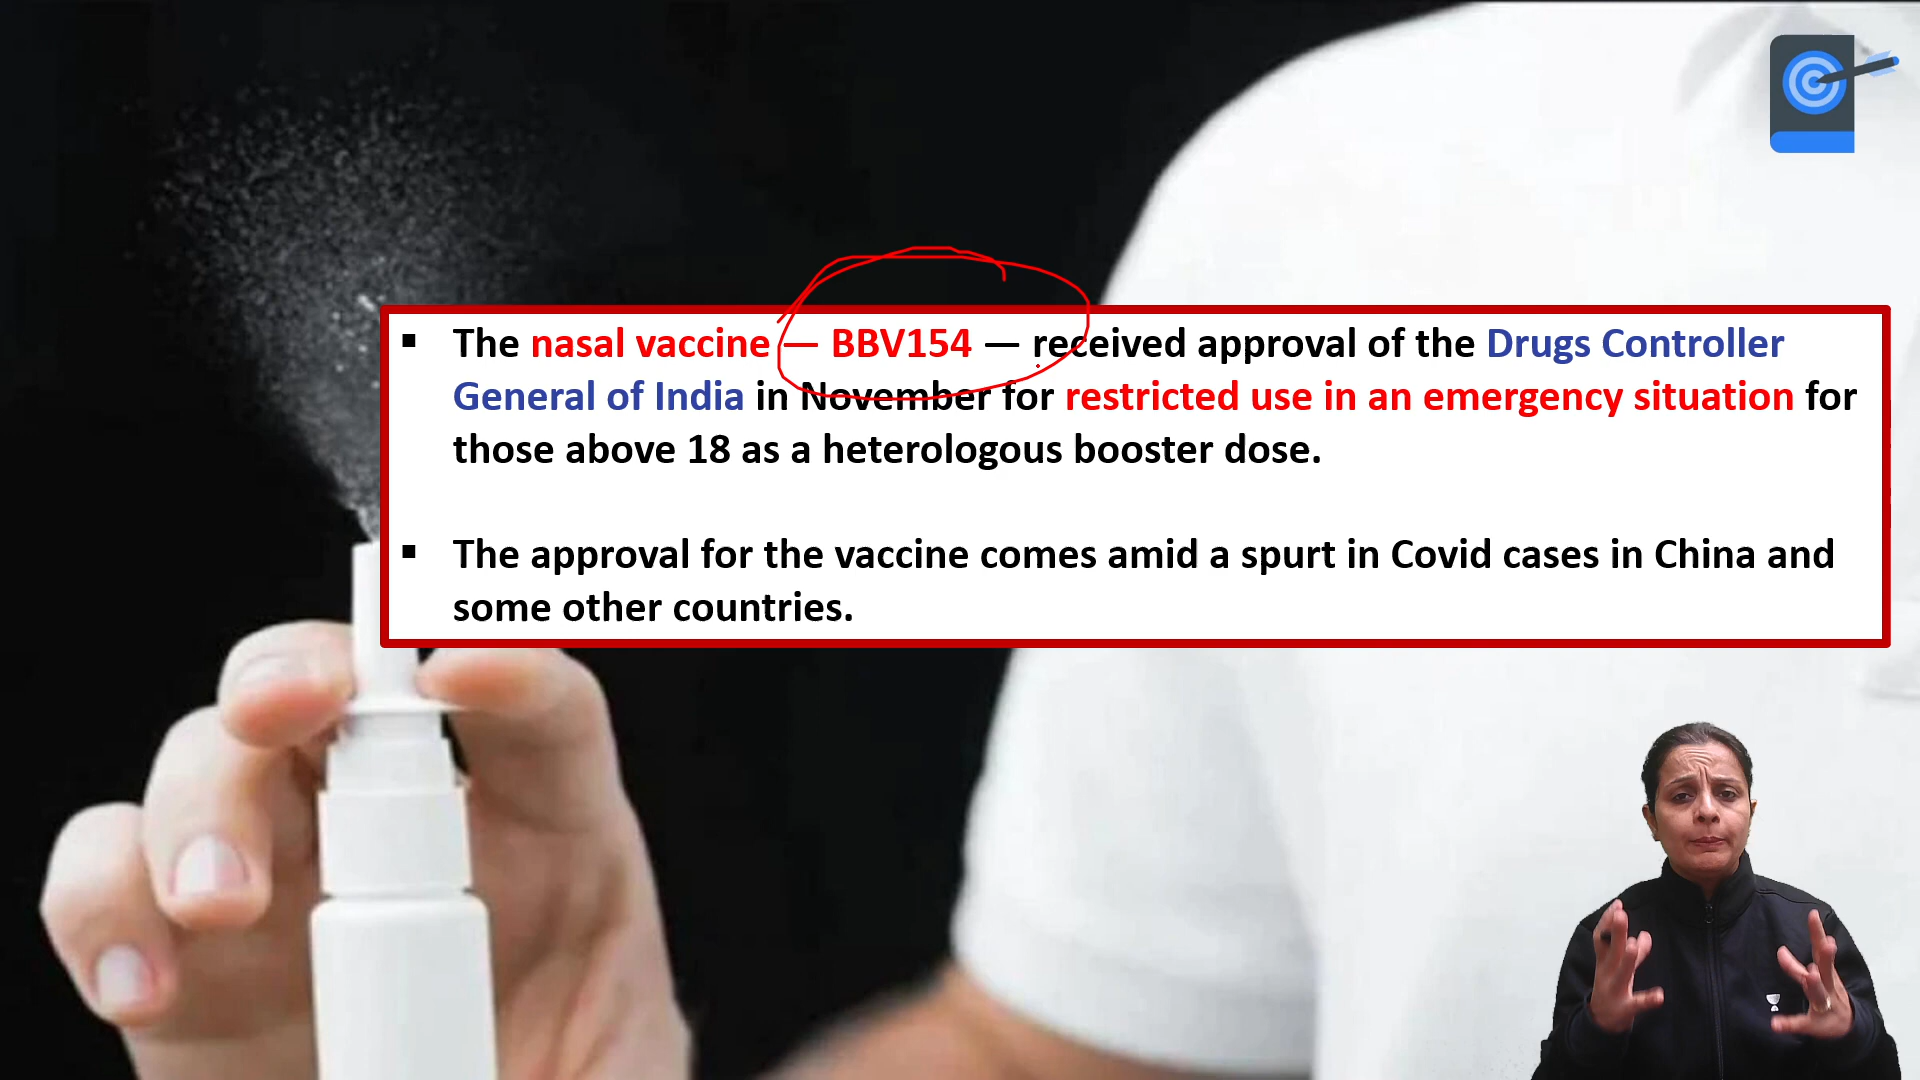 ▪ The nasal vaccine — BBV154 — received approval of the Drugs Controller
General of India in November for restricted use in an emergency situation for
those above 18 as a heterologous booster dose.
▪ The approval for the vaccine comes amid a spurt in Covid cases in China and
some other countries.